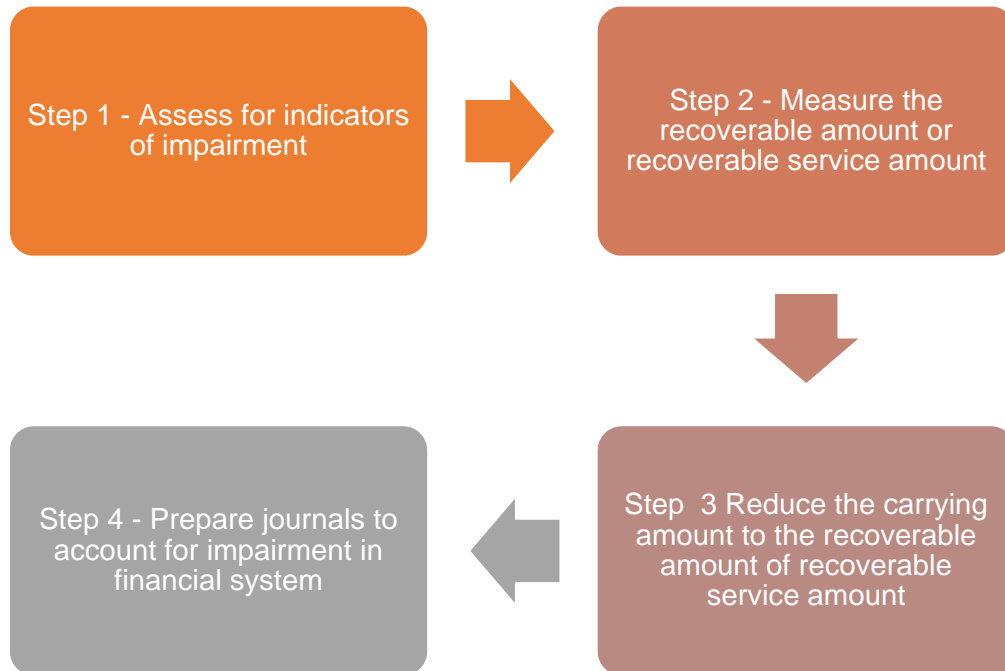 Step 1 - Assess for indicators
of impairment
Step 2 - Measure the
recoverable amount or
recoverable service amount
Step  3 Reduce the carrying
amount to the recoverable
amount of recoverable
service amount
Step 4 - Prepare journals to
account for impairment in
financial system